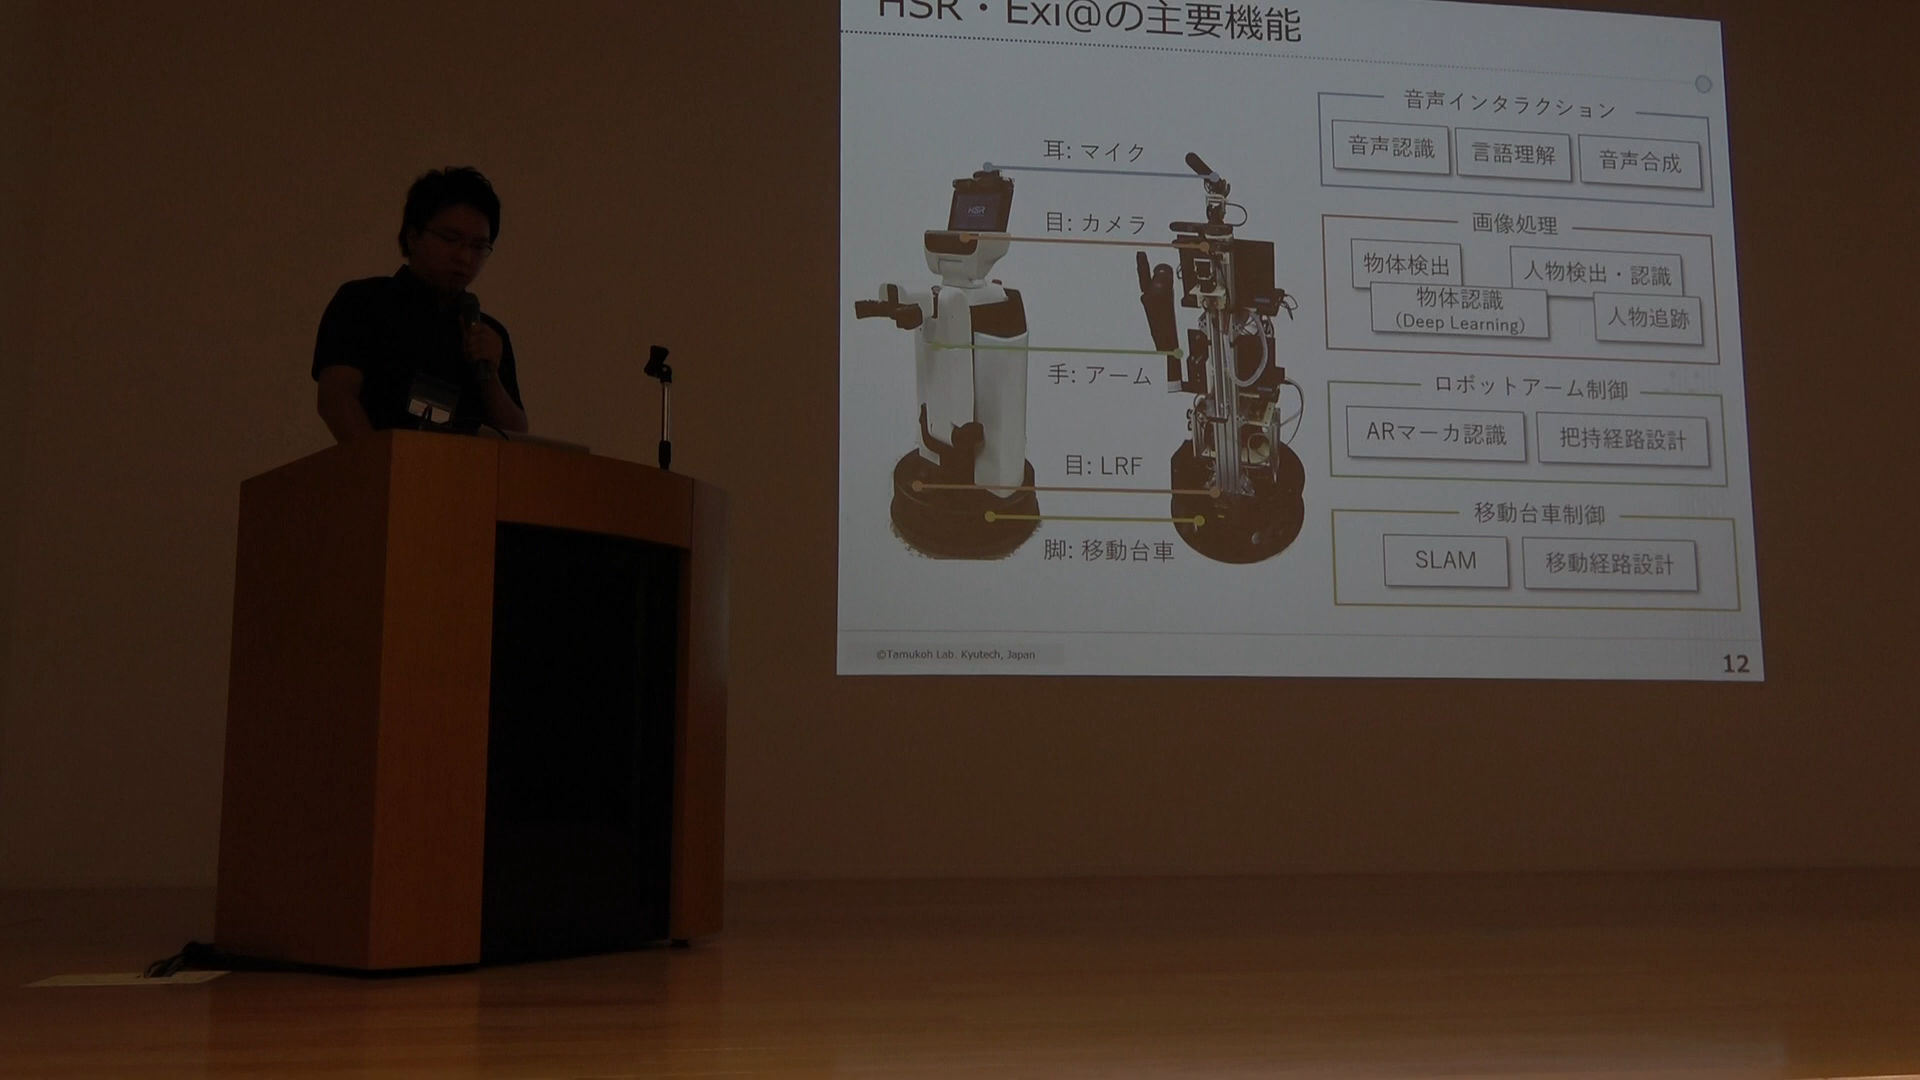 HSR・Exi@の主要機能
耳: マイク
目: カメラ
手: アーム
目: LRF
脚: 移動台車
HSR
音声インタラクション
音声認識
言語理解
音声合成
画像処理
物体検出
人物検出・認識
物体認識
(Deep Learning)
人物追跡
ロボットアーム制御
ARマーカ認識
把持経路設計
移動台車制御
SLAM
移動経路設計
©Tamukoh Lab. Kyutech, Japan
12